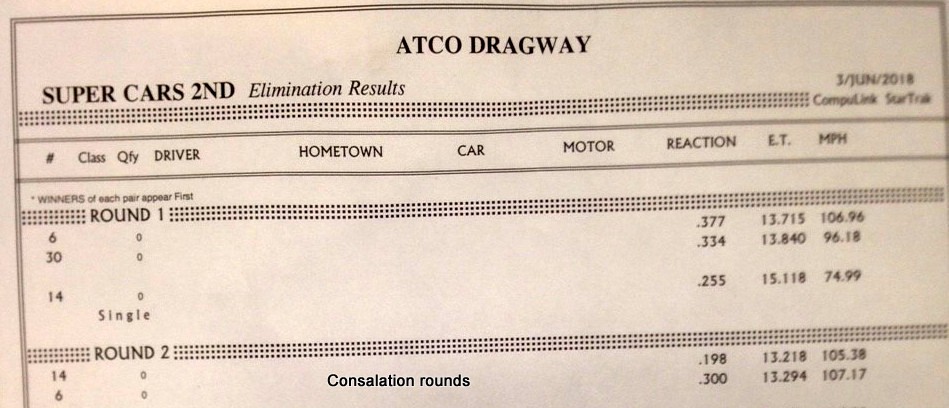 ATCO DRAGWAY
SUPER CARS 2ND Elimination Results 3/JUN/2018
CompuLink StarTrak
# Class Qfy DRIVER HOMETOWN CAR MOTOR REACTION E.T. MPH
* WINNERS of each pair appear First
ROUND 1
6 0 .377 13.715 106.96
30 0 .334 13.840 96.18
14 0 .255 15.118 74.99
Single
ROUND 2
14 0 .198 13.218 105.38
6 0 Consalation rounds .300 13.294 107.17